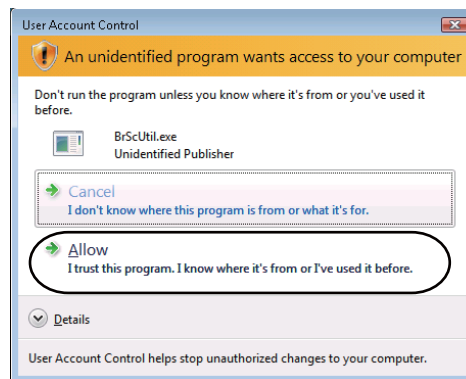 User Account Control
An unidentified program wants access to your computer
Don't run the program unless you know where it's from or you've used it
before.
BrScUtil.exe
Unidentified Publisher
Cancel
I don't know where this program is from or what it's for.
Allow
I trust this program. I know where it's from or I've used it before.
Details
User Account Control helps stop unauthorized changes to your computer.